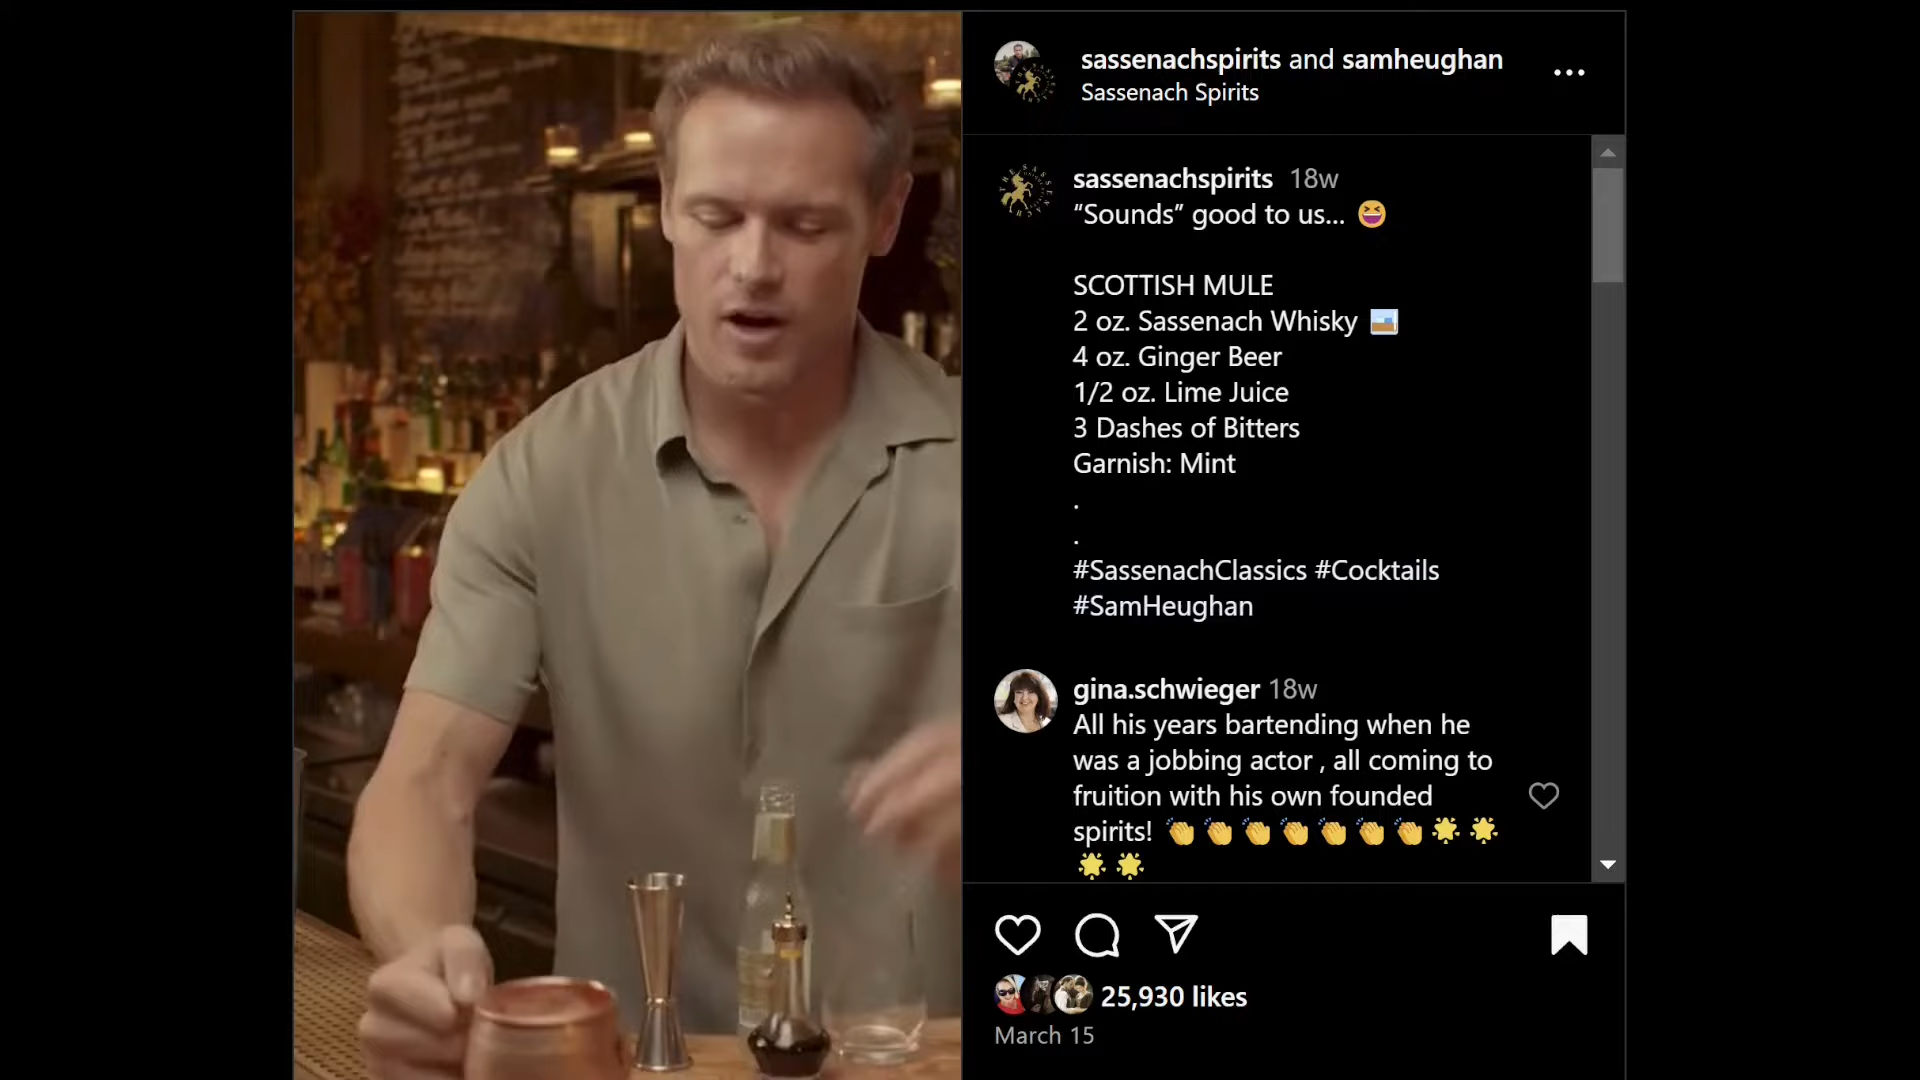 sassenachspirits and samheughan
Sassenach Spirits
sassenachspirits 18w
“Sounds” good to us... 😆
SCOTTISH MULE
2 oz. Sassenach Whisky 🥃
4 oz. Ginger Beer
1/2 oz. Lime Juice
3 Dashes of Bitters
Garnish: Mint
.
.
#SassenachClassics #Cocktails
#SamHeughan
gina.schwieger 18w
All his years bartending when he
was a jobbing actor , all coming to
fruition with his own founded
spirits! 👏👏👏👏👏👏👏🌟🌟
🌟🌟
25,930 likes
March 15